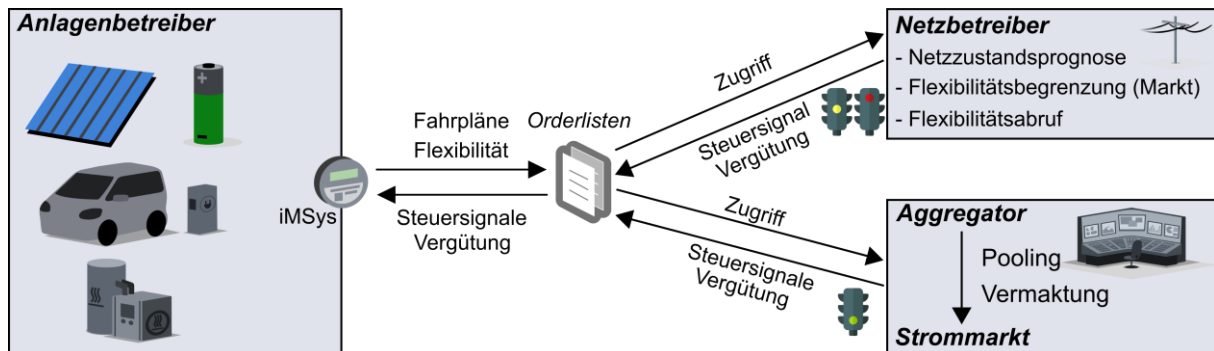 Anlagenbetreiber
iMSys
Fahrpläne
Flexibilität
Steuersignale
Vergütung
Orderlisten
Zugriff
Steuersignal
Vergütung
Zugriff
Steuersignale
Vergütung
Netzbetreiber
- Netzzustandsprognose
- Flexibilitätsbegrenzung (Markt)
- Flexibilitätsabruf
Aggregator
Pooling
Vermaktung
Strommarkt